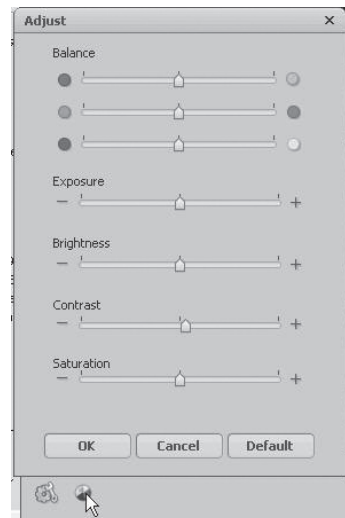 Adjust
Balance
Exposure
Brightness
Contrast
Saturation
OK Cancel Default